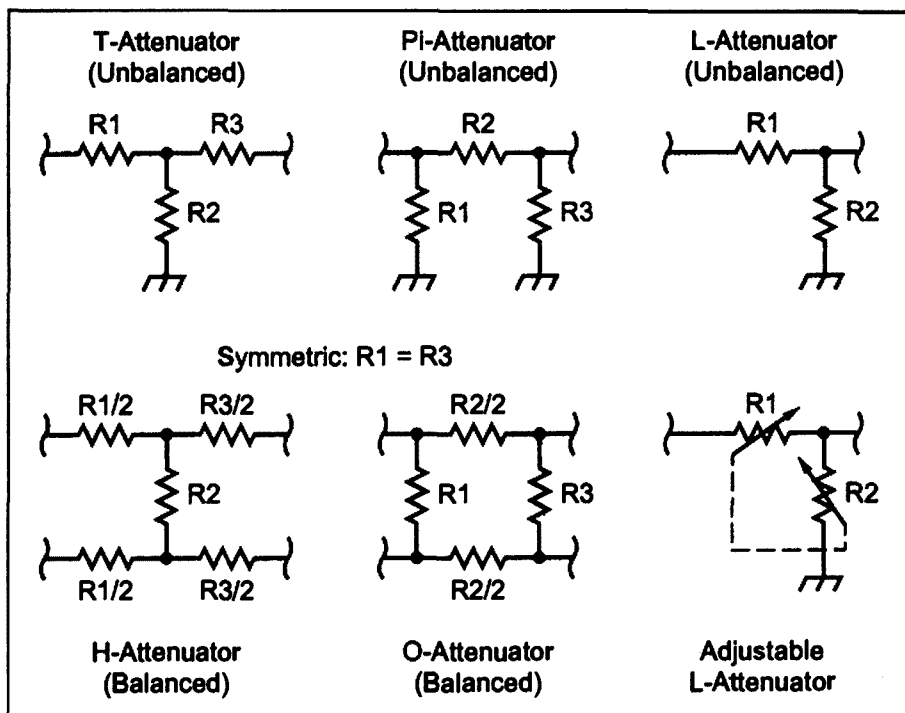 T-Attenuator
(Unbalanced)
Pi-Attenuator
(Unbalanced)
L-Attenuator
(Unbalanced)
R1
R3
R2
R2
R1
R3
R1
R2
Symmetric: R1 = R3
R1/2
R3/2
R2
R1/2
R3/2
R2/2
R1
R3
R2/2
R1
R2
H-Attenuator
(Balanced)
O-Attenuator
(Balanced)
Adjustable
L-Attenuator